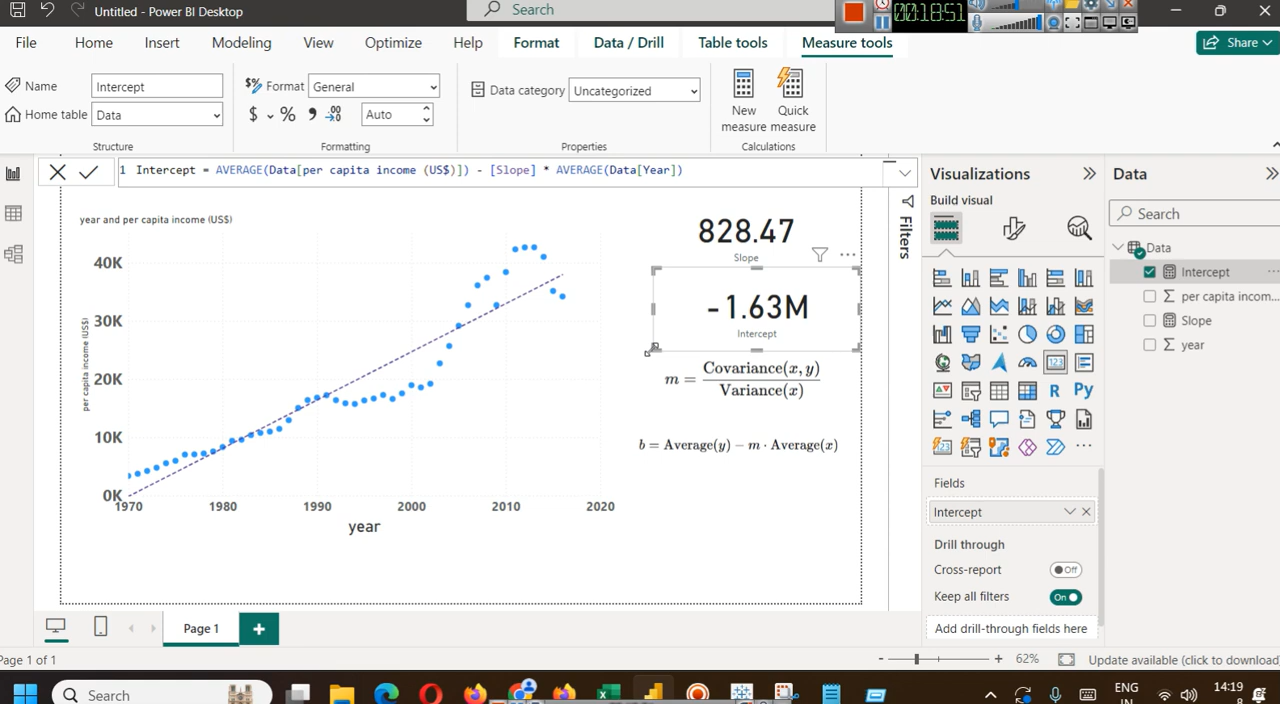 Untitled - Power BI Desktop
Search
00:18:51
File Home Insert Modeling View Optimize Help Format Data / Drill Table tools Measure tools
Share
Name Intercept
Home table Data
Structure
Format General
$ % Auto
Formatting
Data category Uncategorized
Properties
New measure
Quick measure
Calculations
1 Intercept = AVERAGE(Data[per capita income (US$)]) - [Slope] * AVERAGE(Data[Year])
year and per capita income (US$)
per capita income (US$)
40K
30K
20K
10K
0K
1970 1980 1990 2000 2010 2020
year
828.47
Slope
-1.63M
Intercept
m = Covariance(x, y) / Variance(x)
b = Average(y) − m · Average(x)
Filters
Visualizations
Build visual
R Py
123
Fields
Intercept
Drill through
Cross-report Off
Keep all filters On
Add drill-through fields here
Data
Search
Data
Intercept
per capita incom...
Slope
year
Page 1
Page 1 of 1
62%
Update available (click to download
Search
ENG
IN
14:19